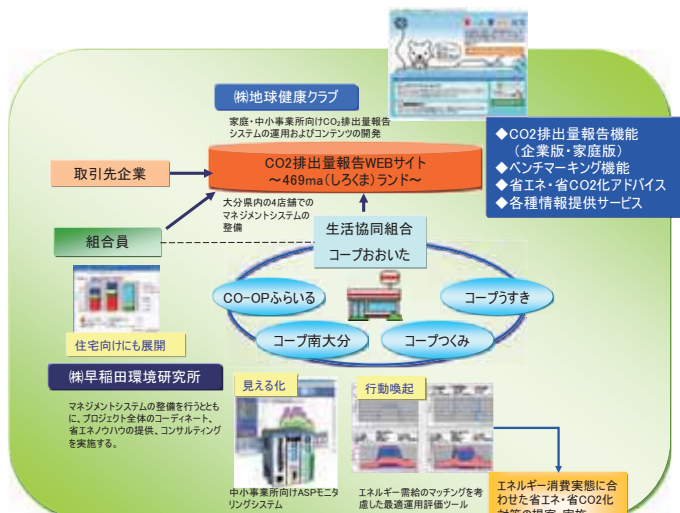 ㈱地球健康クラブ
家庭・中小事業所向けCO₂排出量報告
システムの運用およびコンテンツの開発
◆CO2排出量報告機能
（企業版・家庭版）
◆ベンチマーキング機能
◆省エネ・省CO2化アドバイス
◆各種情報提供サービス
取引先企業
CO2排出量報告WEBサイト
～469ma（しろくま）ランド～
大分県内の4店舗での
マネジメントシステムの
整備
組合員
生活協同組合
コープおおいた
CO-OPふらいる
コープうすき
コープ南大分
コープつくみ
住宅向けにも展開
㈱早稲田環境研究所
マネジメントシステムの整備を行うととも
に、プロジェクト全体のコーディネート、
省エネノウハウの提供、コンサルティング
を実施する。
見える化
行動喚起
中小事業所向けASPモニタ
リングシステム
エネルギー需給のマッチングを考
慮した最適運用評価ツール
エネルギー消費実態に合
わせた省エネ・省CO2化
対策の提案・実施